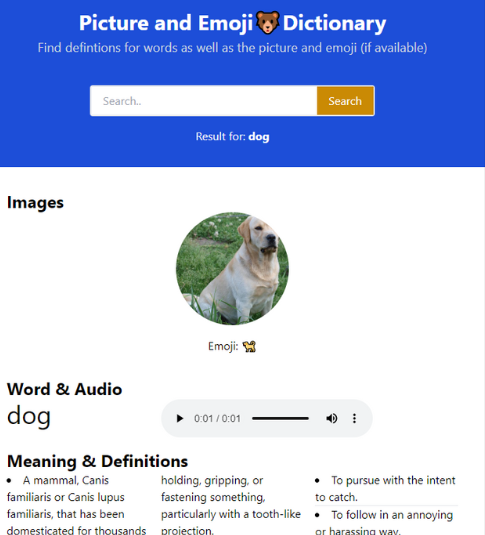 Picture and Emoji🐻Dictionary
Find defintions for words as well as the picture and emoji (if available)
Search..
Search
Result for: dog
Images
Emoji: 🐕
Word & Audio
dog
0:01 / 0:01
Meaning & Definitions
• A mammal, Canis
familiaris or Canis lupus
familiaris, that has been
domesticated for thousands
holding, gripping, or
fastening something,
particularly with a tooth-like
projection.
• To pursue with the intent
to catch.
• To follow in an annoying
or harassing way.